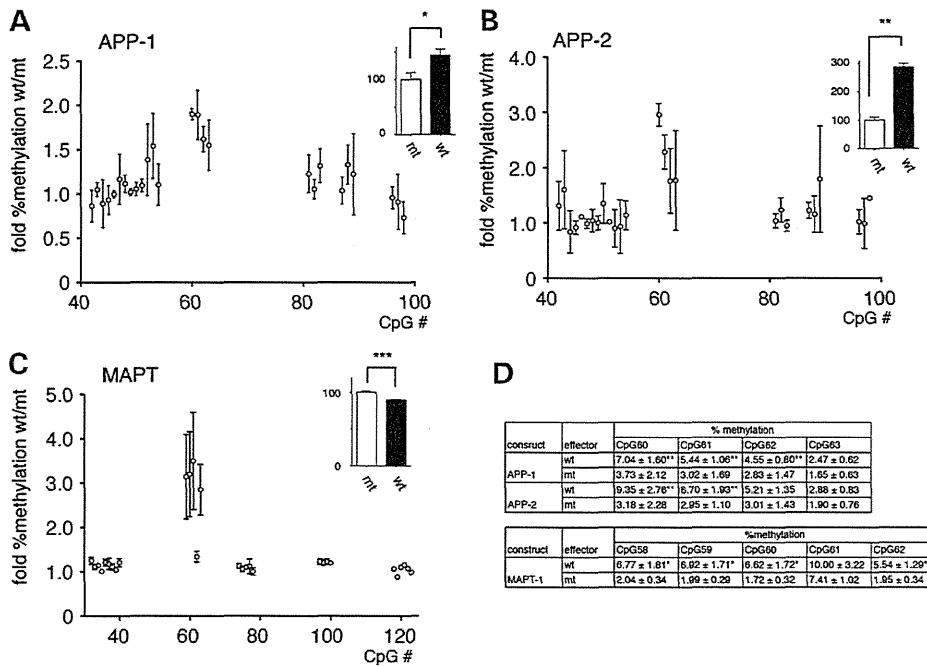 A
APP-1
fold %methylation wt/mt
2.5
2.0
1.5
1.0
0.5
0
40
60
80
100
CpG #
*
100
0
mt
wt
B
APP-2
fold %methylation wt/mt
4.0
3.0
2.0
1.0
0
40
60
80
100
CpG #
**
300
200
100
0
mt
wt
C
MAPT
fold %methylation wt/mt
5.0
4.0
3.0
2.0
1.0
0
40
60
80
100
120
CpG #
***
100
0
mt
wt
D
% methylation
construct effector CpG60 CpG61 CpG62 CpG63
wt 7.04 ± 1.60** 5.44 ± 1.06** 4.55 ± 0.80** 2.47 ± 0.62
APP-1 mt 3.73 ± 2.12 3.02 ± 1.69 2.83 ± 1.47 1.65 ± 0.63
wt 9.35 ± 2.76** 6.70 ± 1.93** 5.21 ± 1.35 2.88 ± 0.83
APP-2 mt 3.18 ± 2.28 2.95 ± 1.10 3.01 ± 1.43 1.90 ± 0.76
%methylation
construct effector CpG58 CpG59 CpG60 CpG61 CpG62
wt 6.77 ± 1.81* 6.92 ± 1.71* 6.62 ± 1.72* 10.00 ± 3.22 5.54 ± 1.29*
MAPT-1 mt 2.04 ± 0.34 1.99 ± 0.29 1.72 ± 0.32 7.41 ± 1.02 1.95 ± 0.34